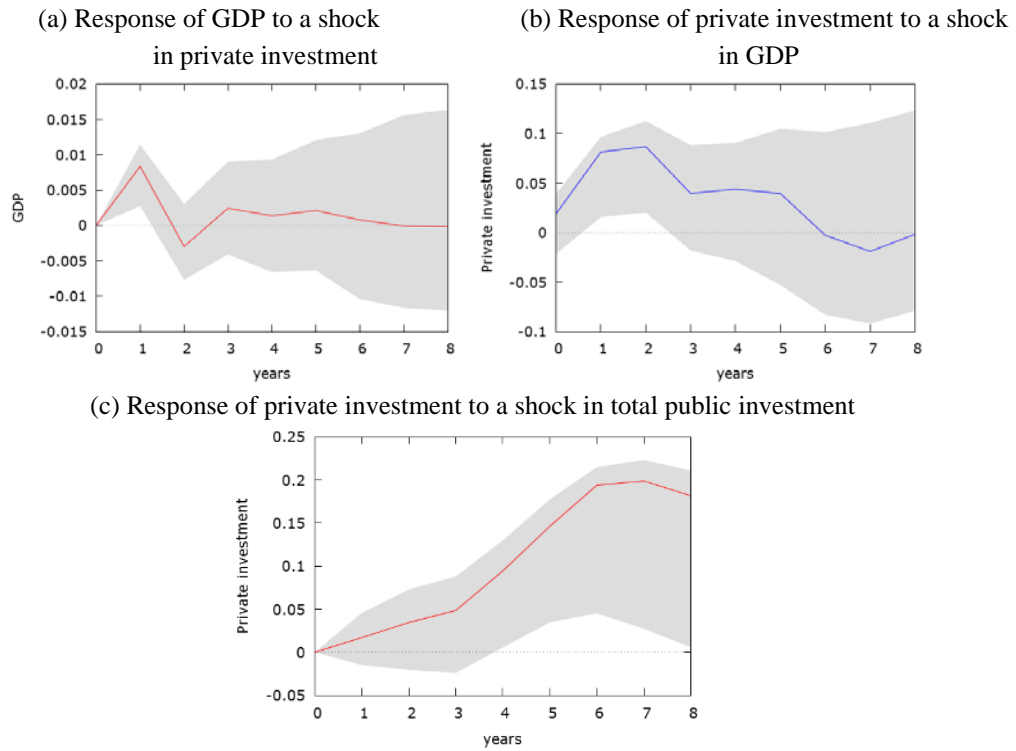 (a) Response of GDP to a shock
in private investment
(b) Response of private investment to a shock
in GDP
0.02
0.015
0.01
0.005
0
-0.005
-0.01
-0.015
GDP
0 1 2 3 4 5 6 7 8
years
0.15
0.1
0.05
0
-0.05
-0.1
Private investment
0 1 2 3 4 5 6 7 8
years
(c) Response of private investment to a shock in total public investment
0.25
0.2
0.15
0.1
0.05
0
-0.05
Private investment
0 1 2 3 4 5 6 7 8
years